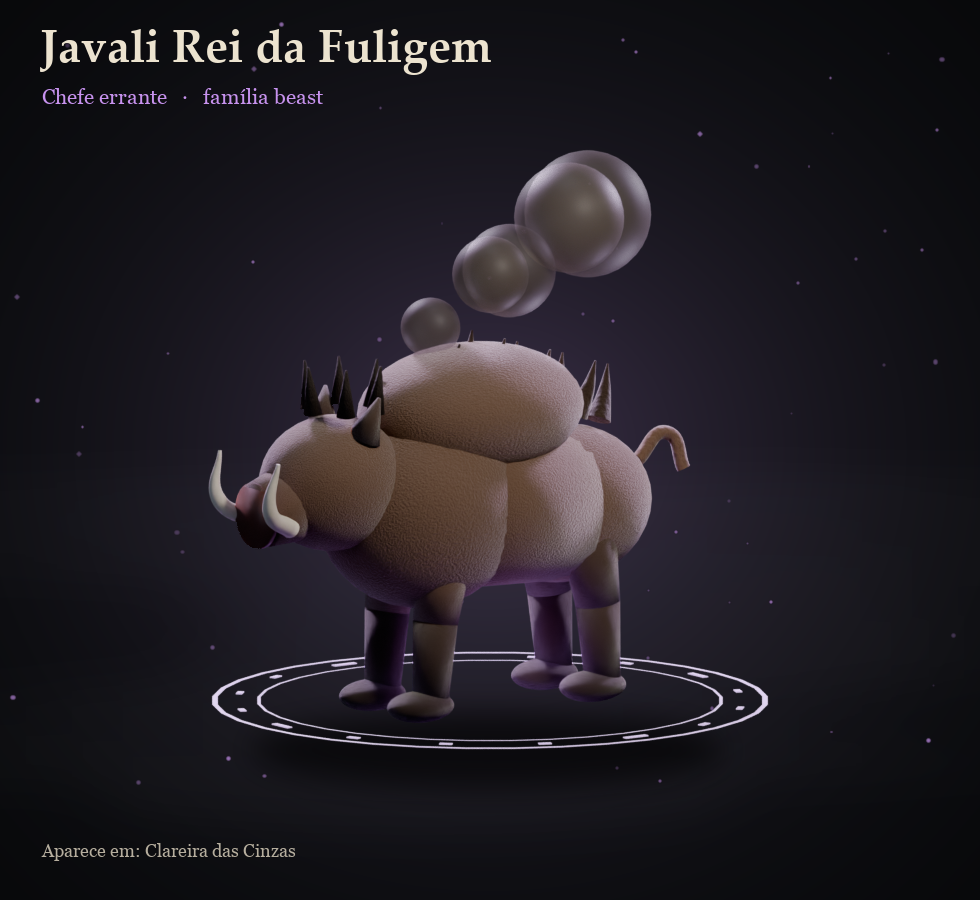 Javali Rei da Fuligem
Chefe errante · família beast
Aparece em: Clareira das Cinzas